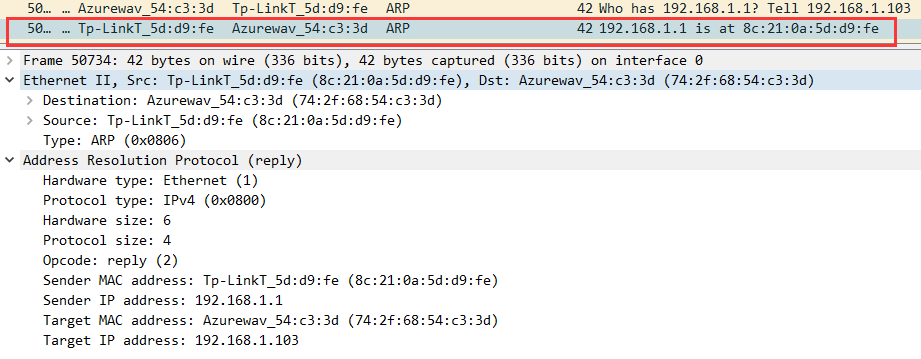 50… … Azurewav_54:c3:3d Tp-LinkT_5d:d9:fe ARP 42 Who has 192.168.1.1? Tell 192.168.1.103
50… … Tp-LinkT_5d:d9:fe Azurewav_54:c3:3d ARP 42 192.168.1.1 is at 8c:21:0a:5d:d9:fe
Frame 50734: 42 bytes on wire (336 bits), 42 bytes captured (336 bits) on interface 0
Ethernet II, Src: Tp-LinkT_5d:d9:fe (8c:21:0a:5d:d9:fe), Dst: Azurewav_54:c3:3d (74:2f:68:54:c3:3d)
Destination: Azurewav_54:c3:3d (74:2f:68:54:c3:3d)
Source: Tp-LinkT_5d:d9:fe (8c:21:0a:5d:d9:fe)
Type: ARP (0x0806)
Address Resolution Protocol (reply)
Hardware type: Ethernet (1)
Protocol type: IPv4 (0x0800)
Hardware size: 6
Protocol size: 4
Opcode: reply (2)
Sender MAC address: Tp-LinkT_5d:d9:fe (8c:21:0a:5d:d9:fe)
Sender IP address: 192.168.1.1
Target MAC address: Azurewav_54:c3:3d (74:2f:68:54:c3:3d)
Target IP address: 192.168.1.103